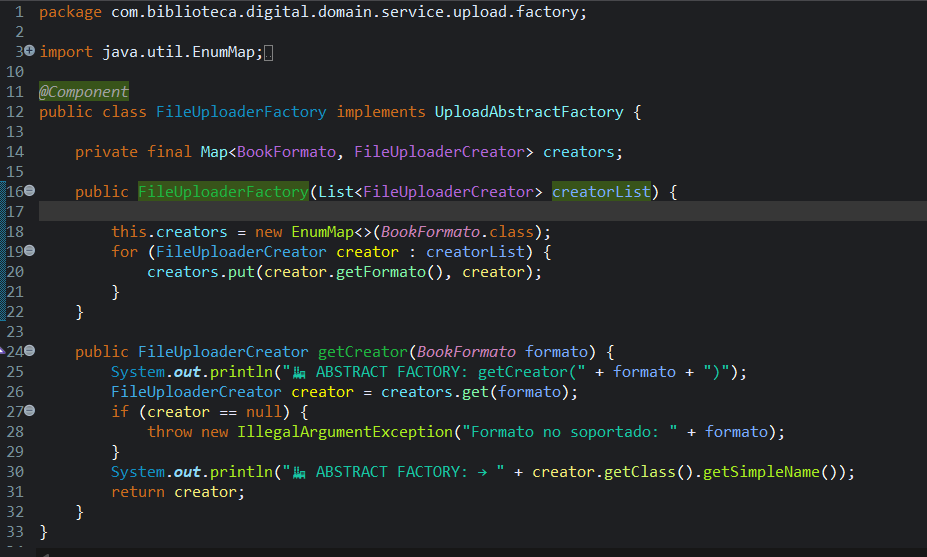 1 package com.biblioteca.digital.domain.service.upload.factory;
2
3 import java.util.EnumMap;
10
11 @Component
12 public class FileUploaderFactory implements UploadAbstractFactory {
13
14     private final Map<BookFormato, FileUploaderCreator> creators;
15
16     public FileUploaderFactory(List<FileUploaderCreator> creatorList) {
17
18         this.creators = new EnumMap<>(BookFormato.class);
19         for (FileUploaderCreator creator : creatorList) {
20             creators.put(creator.getFormato(), creator);
21         }
22     }
23
24     public FileUploaderCreator getCreator(BookFormato formato) {
25         System.out.println("🏭 ABSTRACT FACTORY: getCreator(" + formato + ")");
26         FileUploaderCreator creator = creators.get(formato);
27         if (creator == null) {
28             throw new IllegalArgumentException("Formato no soportado: " + formato);
29         }
30         System.out.println("🏭 ABSTRACT FACTORY: → " + creator.getClass().getSimpleName());
31         return creator;
32     }
33 }